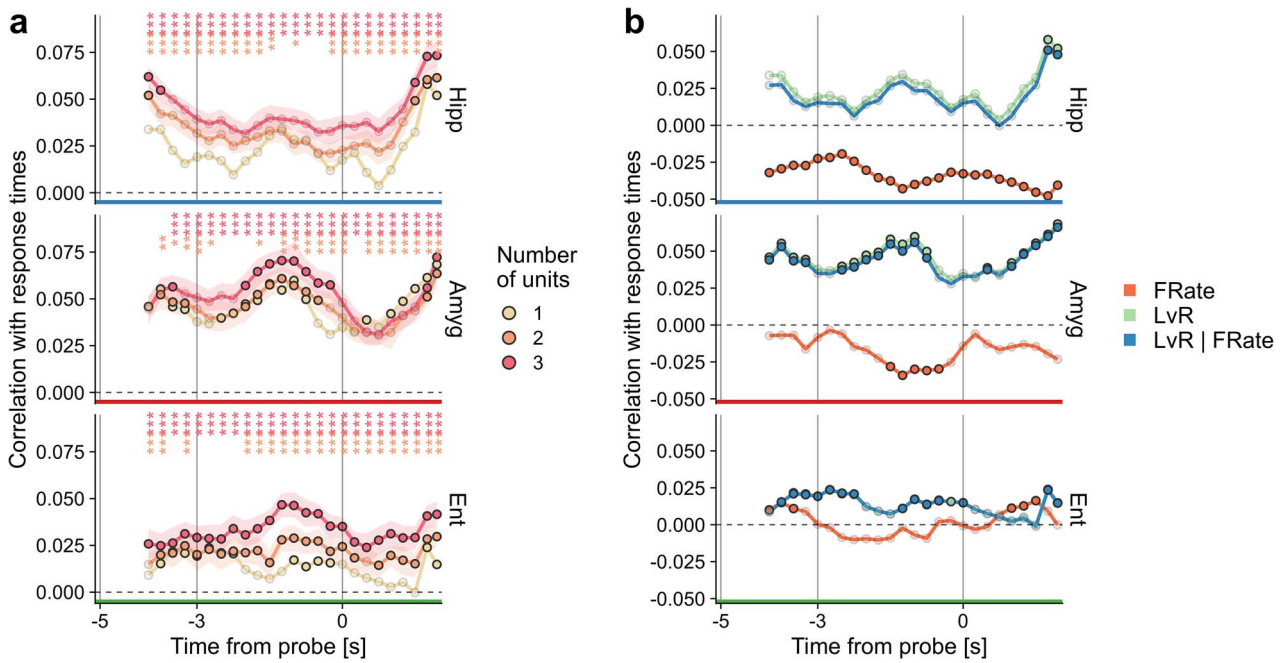 a
Correlation with response times
0.075
0.050
0.025
0.000
Hipp
0.075
0.050
0.025
0.000
Amyg
0.075
0.050
0.025
0.000
Ent
-5
-3
0
Time from probe [s]
Number
of units
1
2
3
b
Correlation with response times
0.050
0.025
0.000
-0.025
-0.050
Hipp
0.050
0.025
0.000
-0.025
-0.050
Amyg
0.050
0.025
0.000
-0.025
-0.050
Ent
-5
-3
0
Time from probe [s]
FRate
LvR
LvR | FRate